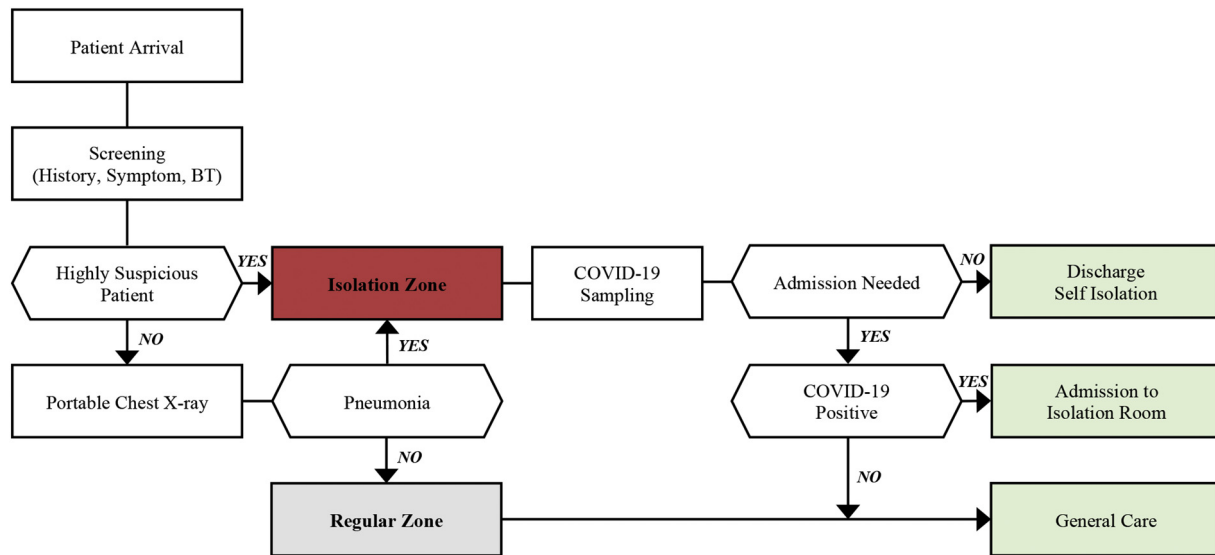 Patient Arrival
Screening
(History, Symptom, BT)
Highly Suspicious
Patient
YES
Isolation Zone
COVID-19
Sampling
Admission Needed
NO
Discharge
Self Isolation
NO
YES
YES
Portable Chest X-ray
Pneumonia
COVID-19
Positive
YES
Admission to
Isolation Room
NO
NO
Regular Zone
General Care